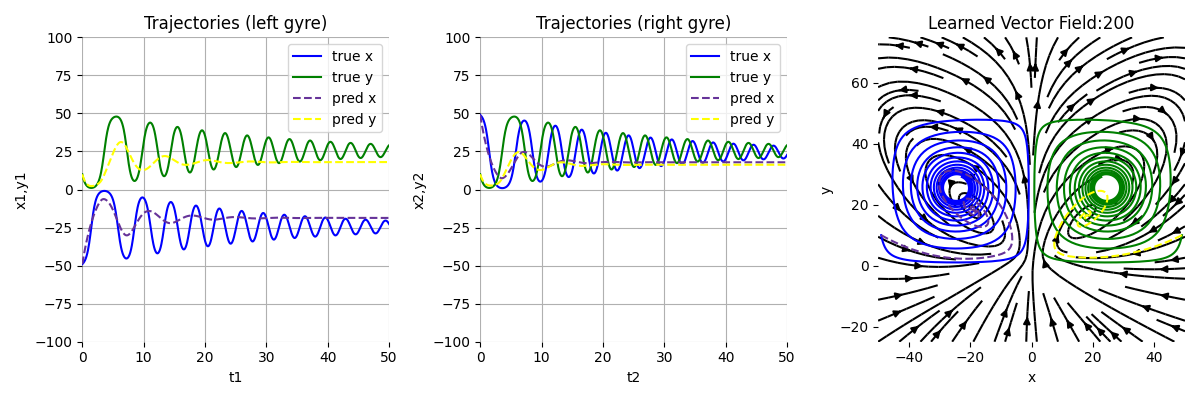 Trajectories (left gyre)
100
75
50
25
0
−25
−50
−75
−100
0 10 20 30 40 50
x1,y1
t1
true x
true y
pred x
pred y
Trajectories (right gyre)
100
75
50
25
0
−25
−50
−75
−100
0 10 20 30 40 50
x2,y2
t2
true x
true y
pred x
pred y
Learned Vector Field:200
60
40
20
0
−20
−40 −20 0 20 40
y
x